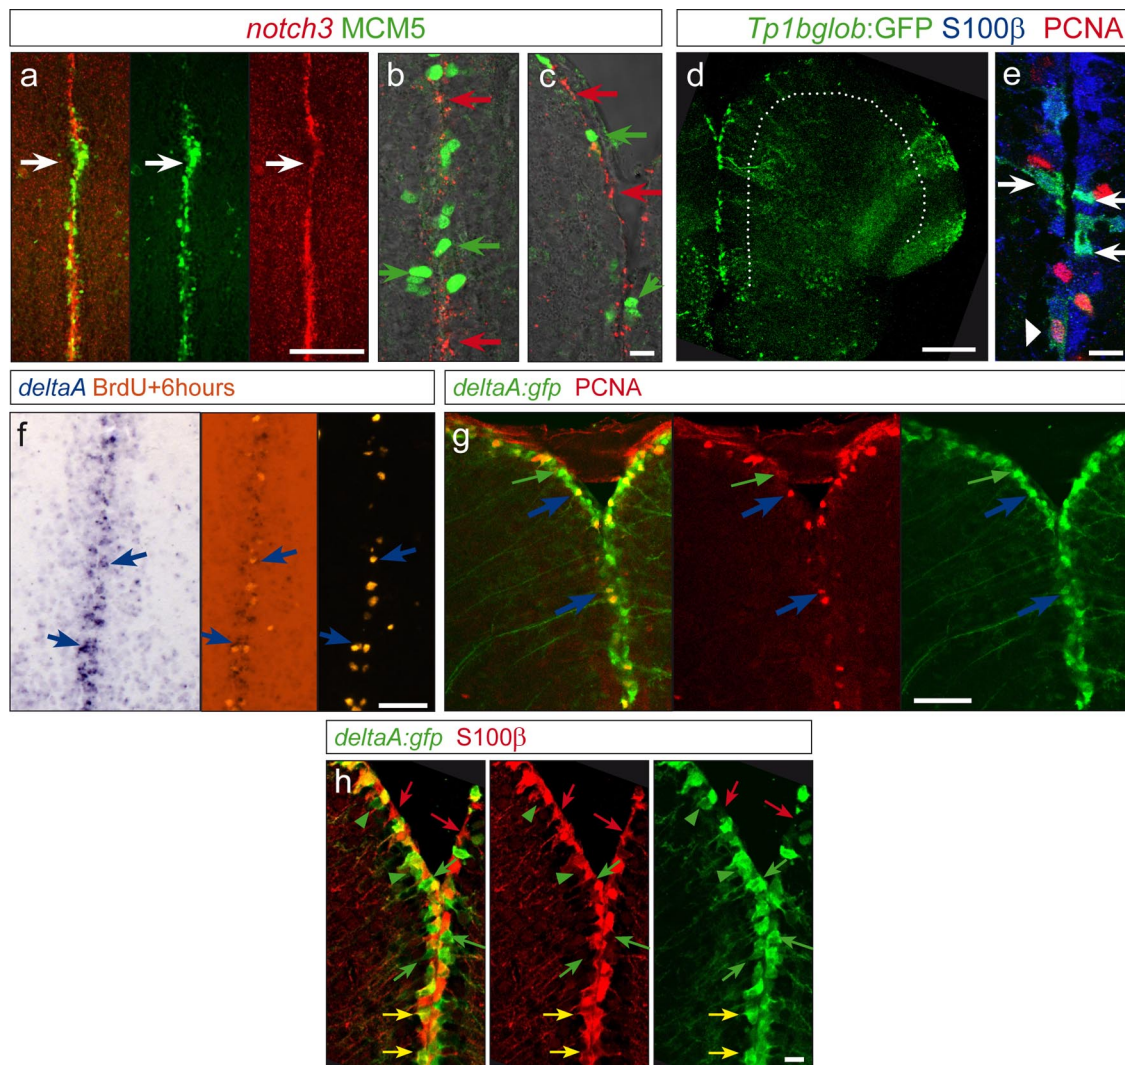 notch3 MCM5
Tp1bglob:GFP S100β PCNA
a
b
c
d
e
deltaA BrdU+6hours
deltaA:gfp PCNA
f
g
deltaA:gfp S100β
h